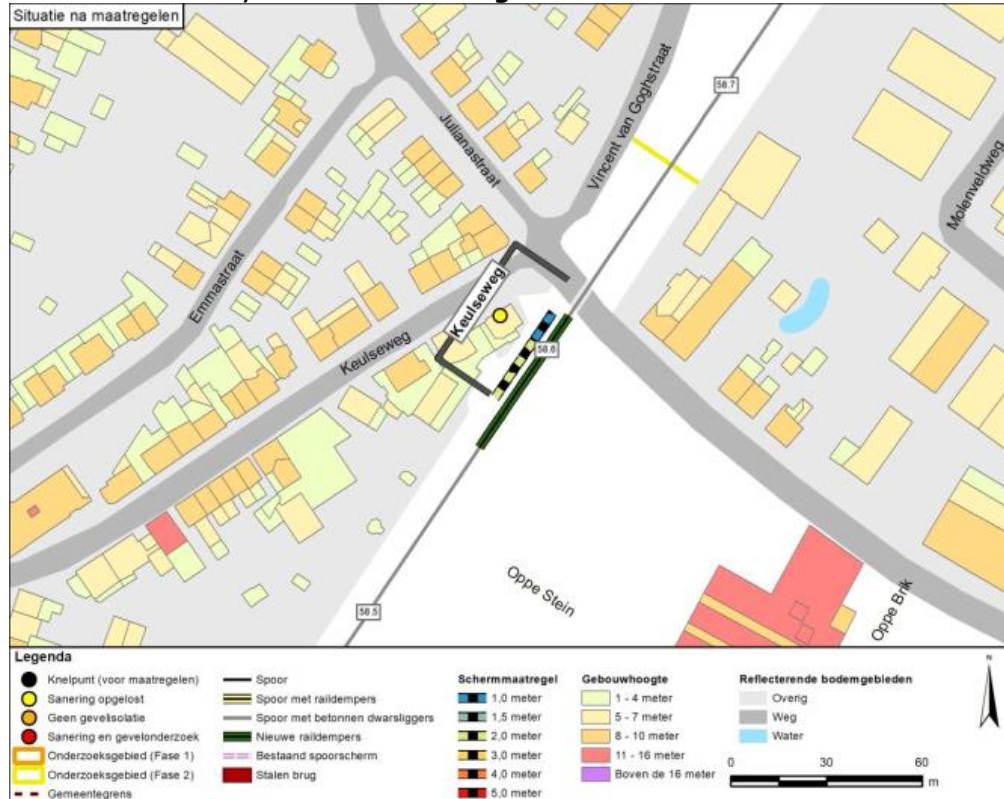 Situatie na maatregelen
58.7
Vincent van Goghstraat
Julianastraat
Molenveldweg
Emmastraat
Keulseweg
Keulseweg
58.6
Oppe Stein
Oppe Brik
58.5
Legenda
Knelpunt (voor maatregelen)
Sanering opgelost
Geen gevelisolatie
Sanering en gevelonderzoek
Onderzoeksgebied (Fase 1)
Onderzoeksgebied (Fase 2)
Gemeentegrens
Spoor
Spoor met raildempers
Spoor met betonnen dwarsliggers
Nieuwe raildempers
Bestaand spoorscherm
Stalen brug
Schermmaatregel
1,0 meter
1,5 meter
2,0 meter
3,0 meter
4,0 meter
5,0 meter
Gebouwhoogte
1 - 4 meter
5 - 7 meter
8 - 10 meter
11 - 16 meter
Boven de 16 meter
Reflecterende bodemgebieden
Overig
Weg
Water
N
0 30 60
m